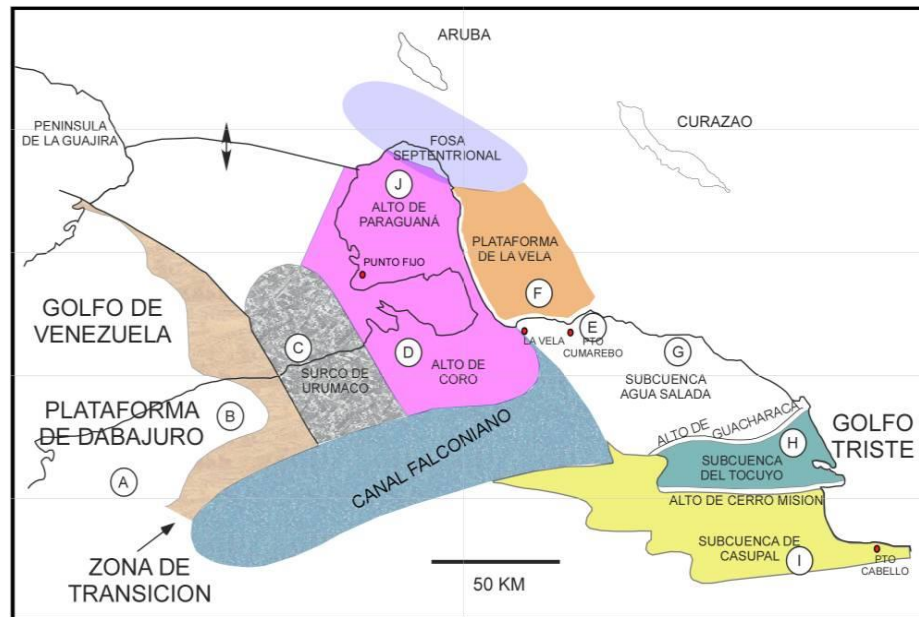 ARUBA
CURAZAO
PENINSULA
DE LA GUAJIRA
FOSA
SEPTENTRIONAL
J
ALTO DE
PARAGUANÁ
PLATAFORMA
DE LA VELA
PUNTO FIJO
F
GOLFO DE
VENEZUELA
E
LA VELA
PTO
CUMAREBO
C
D
G
SURCO DE
URUMACO
ALTO DE
CORO
SUBCUENCA
AGUA SALADA
PLATAFORMA
DE DABAJURO
B
ALTO DE GUACHARACA
GOLFO
TRISTE
H
CANAL FALCONIANO
SUBCUENCA
DEL TOCUYO
A
ALTO DE CERRO MISION
ZONA DE
TRANSICION
SUBCUENCA DE
CASUPAL
I
PTO
CABELLO
50 KM